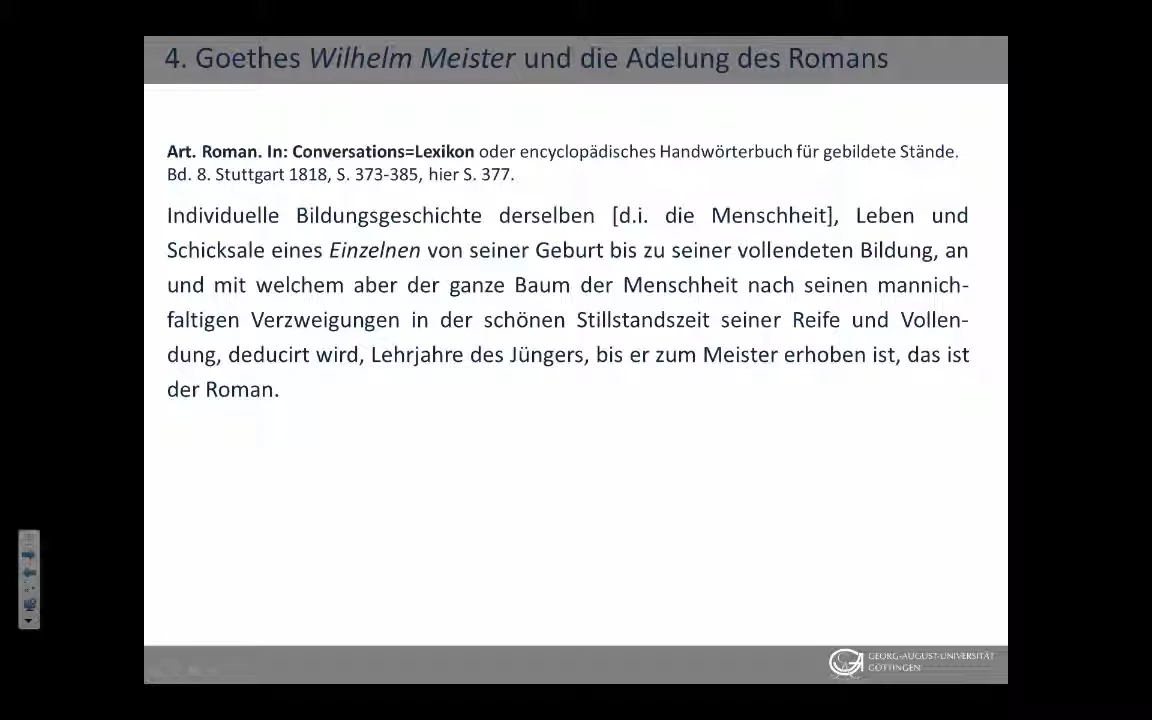 4. Goethes Wilhelm Meister und die Adelung des Romans
Art. Roman. In: Conversations=Lexikon oder encyclopädisches Handwörterbuch für gebildete Stände.
Bd. 8. Stuttgart 1818, S. 373-385, hier S. 377.
Individuelle Bildungsgeschichte derselben [d.i. die Menschheit], Leben und
Schicksale eines Einzelnen von seiner Geburt bis zu seiner vollendeten Bildung, an
und mit welchem aber der ganze Baum der Menschheit nach seinen mannich-
faltigen Verzweigungen in der schönen Stillstandszeit seiner Reife und Vollen-
dung, deducirt wird, Lehrjahre des Jüngers, bis er zum Meister erhoben ist, das ist
der Roman.
GEORG-AUGUST-UNIVERSITÄT
GÖTTINGEN